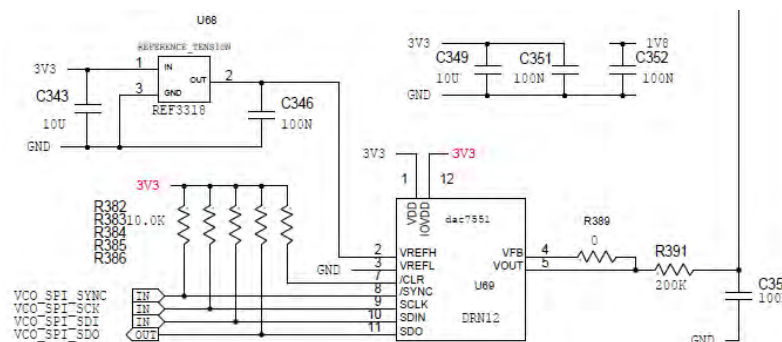 U68
REFERENCE_TENSION
3V3
1
IN
OUT
2
3
GND
REF3318
C343
10U
C346
100N
GND
3V3
1V8
C349
C351
C352
10U
100N
100N
GND
3V3
3V3
1
12
VDD
IOVDD
dac7551
3V3
R382
R383
10.0K
R384
R385
R386
R389
0
R391
200K
2
VREFH
VFB
4
GND
3
VREFL
VOUT
5
7
/CLR
VCO_SPI_SYNC
IN
8
/SYNC
U69
VCO_SPI_SCK
IN
9
SCLK
VCO_SPI_SDI
IN
10
SDIN
DRN12
VCO_SPI_SDO
OUT
11
SDO
GND